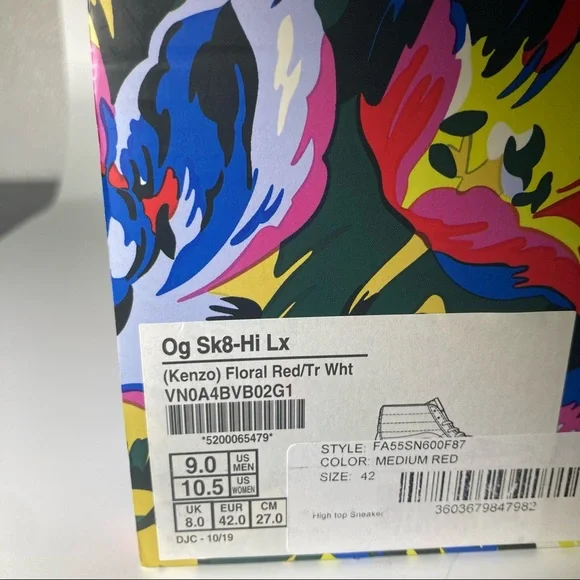 Og Sk8-Hi Lx
(Kenzo) Floral Red/Tr Wht
VN0A4BVB02G1
*5200065479*
9.0 US MEN
10.5 US WOMEN
UK EUR CM
8.0 42.0 27.0
DJC - 10/19
STYLE: FA55SN600F87
COLOR: MEDIUM RED
SIZE: 42
3603679847982
High top Sneaker